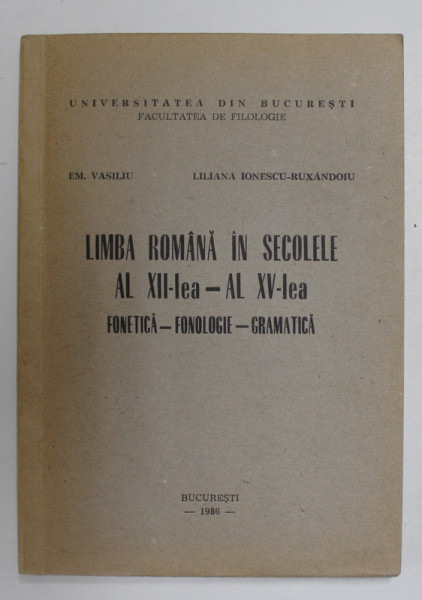 UNIVERSITATEA DIN BUCUREȘTI
FACULTATEA DE FILOLOGIE
EM. VASILIU LILIANA IONESCU-RUXĂNDOIU
LIMBA ROMÂNĂ ÎN SECOLELE
AL XII-lea — AL XV-lea
FONETICĂ — FONOLOGIE — GRAMATICĂ
BUCUREȘTI
— 1986 —